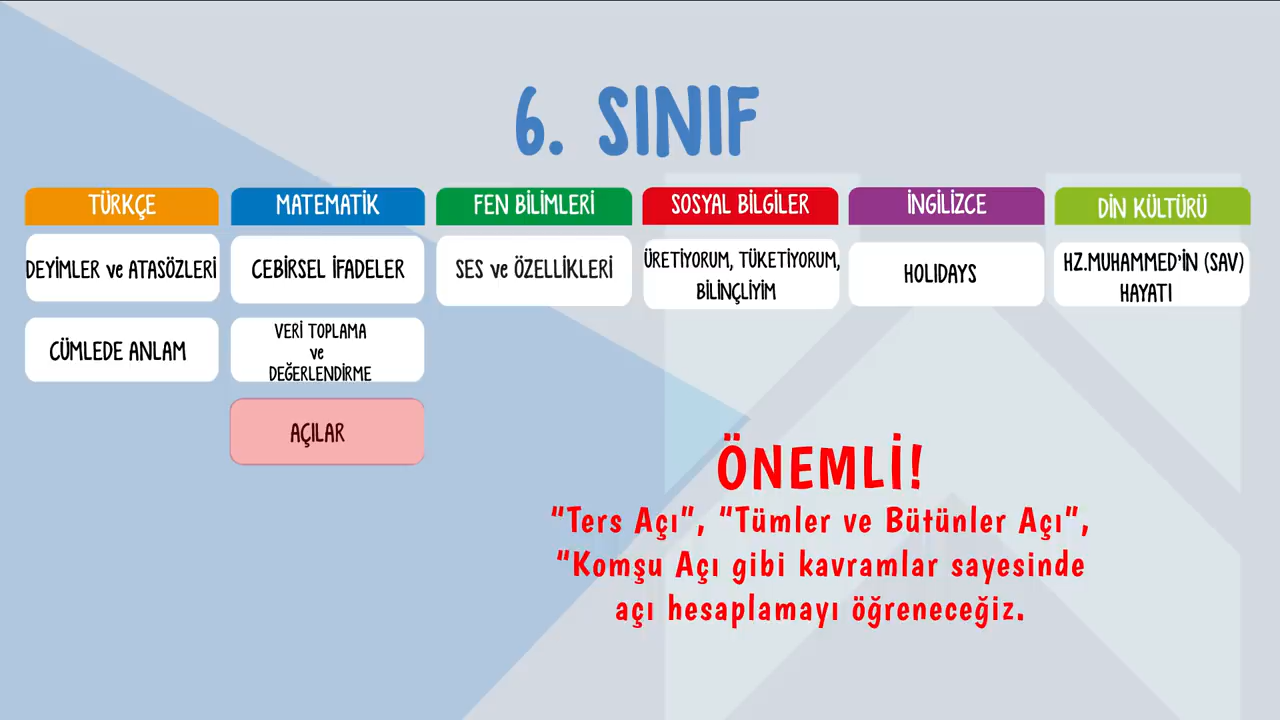 6. SINIF
TÜRKÇE
MATEMATİK
FEN BİLİMLERİ
SOSYAL BİLGİLER
İNGİLİZCE
DİN KÜLTÜRÜ
DEYİMLER ve ATASÖZLERİ
CEBİRSEL İFADELER
SES ve ÖZELLİKLERİ
ÜRETİYORUM, TÜKETİYORUM,
BİLİNÇLİYİM
HOLIDAYS
HZ.MUHAMMED'İN (SAV)
HAYATI
CÜMLEDE ANLAM
VERİ TOPLAMA
ve
DEĞERLENDİRME
AÇILAR
ÖNEMLİ!
"Ters Açı", "Tümler ve Bütünler Açı",
"Komşu Açı gibi kavramlar sayesinde
açı hesaplamayı öğreneceğiz.